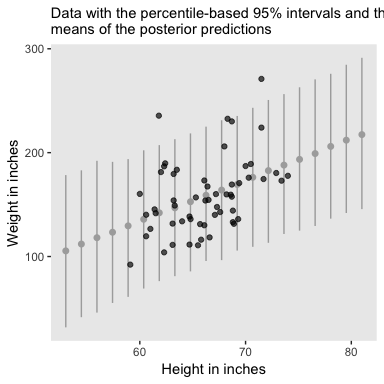 Data with the percentile-based 95% intervals and th
means of the posterior predictions
300
200
100
Weight in inches
60
70
80
Height in inches